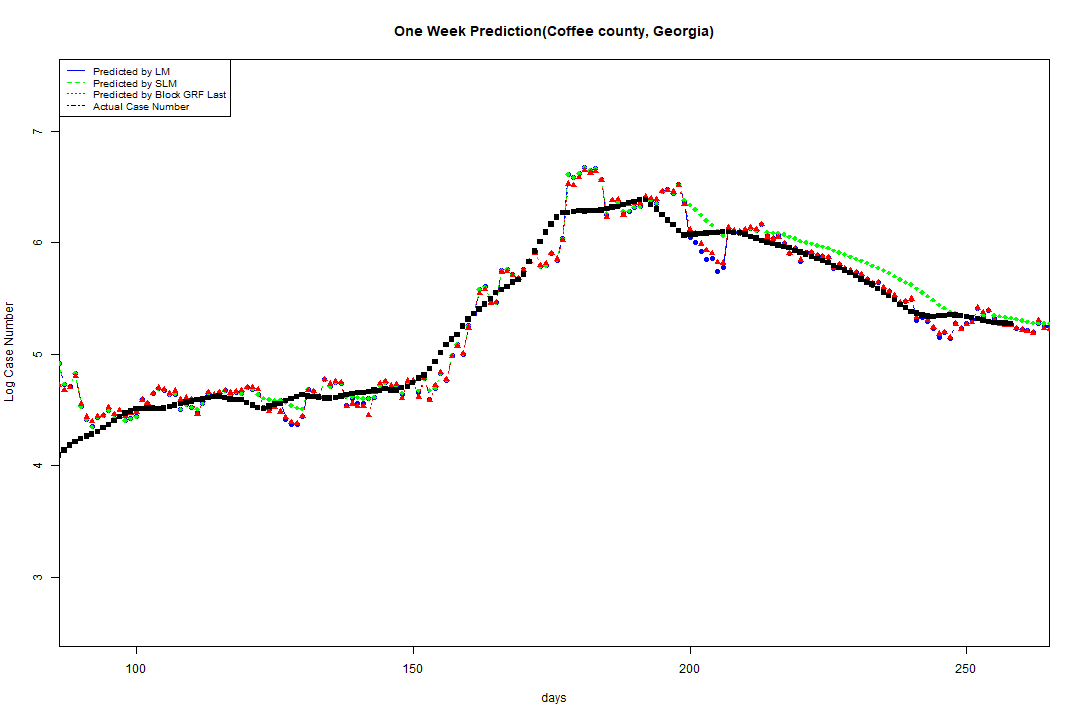 One Week Prediction(Coffee county, Georgia)
Predicted by LM
Predicted by SLM
Predicted by Block GRF Last
Actual Case Number
7
6
5
4
3
Log Case Number
100 150 200 250
days